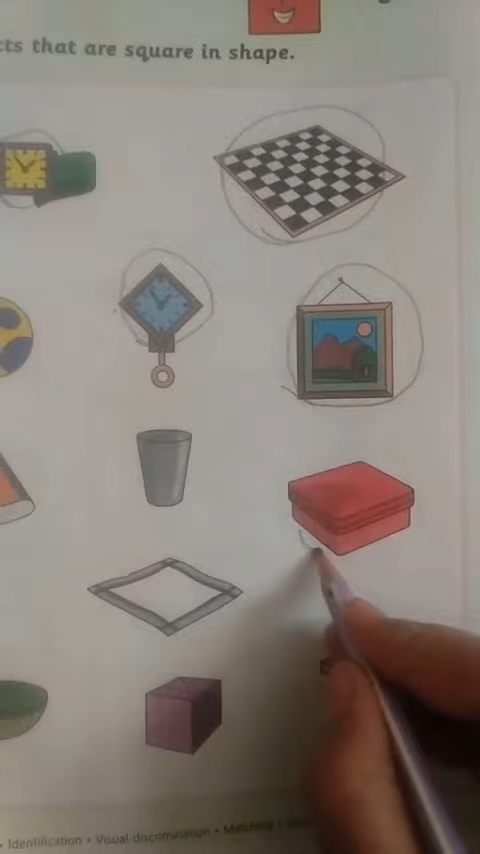 cts that are square in shape.
• Identification • Visual discrimination • Matching •